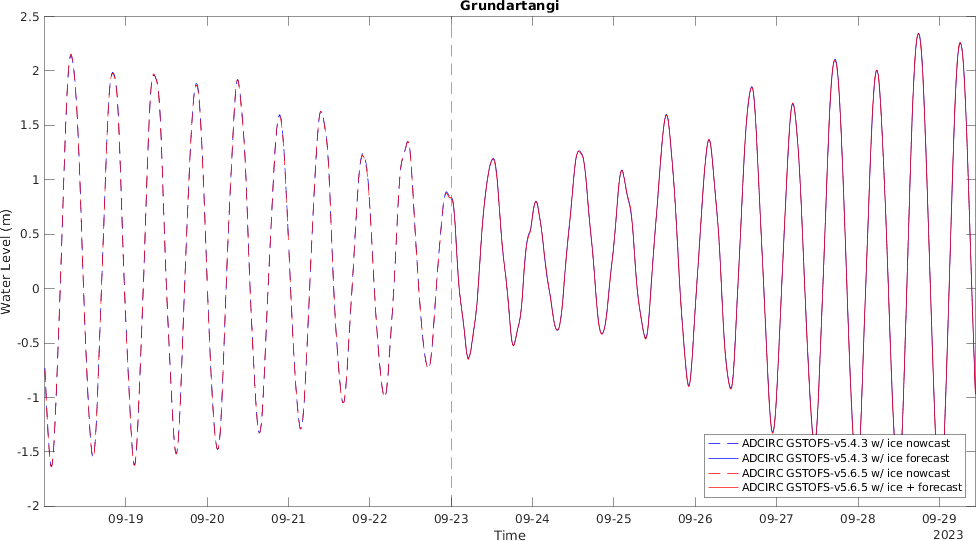 Grundartangi
2.5
2
1.5
1
0.5
0
-0.5
-1
-1.5
-2
Water Level (m)
ADCIRC GSTOFS-v5.4.3 w/ ice nowcast
ADCIRC GSTOFS-v5.4.3 w/ ice forecast
ADCIRC GSTOFS-v5.6.5 w/ ice nowcast
ADCIRC GSTOFS-v5.6.5 w/ ice + forecast
09-19 09-20 09-21 09-22 09-23 09-24 09-25 09-26 09-27 09-28 09-29
Time
2023